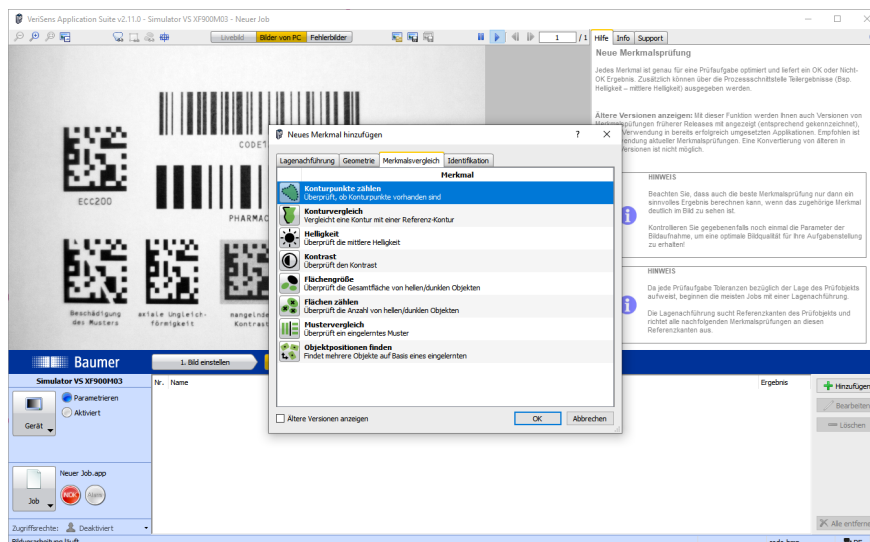 VeriSens Application Suite v2.11.0 - Simulator VS XF900M03 - Neuer Job
Livebild
Bilder von PC
Fehlerbilder
1
/ 1
Hilfe
Info
Support
Neue Merkmalsprüfung
Jedes Merkmal ist genau für eine Prüfaufgabe optimiert und liefert ein OK oder Nicht-
OK Ergebnis. Zusätzlich können über die Prozessschnittstelle Teilergebnisse (Bsp.
Helligkeit – mittlere Helligkeit) ausgegeben werden.
Ältere Versionen anzeigen: Mit dieser Funktion werden Ihnen auch Versionen von
Merkmalsprüfungen früherer Releases mit angezeigt (entsprechend gekennzeichnet),
Verwendung in bereits erfolgreich umgesetzten Applikationen. Empfohlen ist
aktueller Merkmalsprüfungen. Eine Konvertierung von älteren in
Versionen ist nicht möglich.
HINWEIS
Beachten Sie, dass auch die beste Merkmalsprüfung nur dann ein
sinnvolles Ergebnis berechnen kann, wenn das zugehörige Merkmal
deutlich im Bild zu sehen ist.
Kontrollieren Sie gegebenenfalls noch einmal die Parameter der
Bildaufnahme, um eine optimale Bildqualität für Ihre Aufgabenstellung
zu erhalten!
HINWEIS
Da jede Prüfaufgabe Toleranzen bezüglich der Lage des Prüfobjekts
aufweist, beginnen die meisten Jobs mit einer Lagenachführung.
Die Lagenachführung sucht Referenzkanten des Prüfobjekts und
richtet alle nachfolgenden Merkmalsprüfungen an diesen
Referenzkanten aus.
ECC200
CODE1
PHARMAC
Beschädigung
des Musters
axiale Ungleich-
förmigkeit
mangelnde
Kontrast
Neues Merkmal hinzufügen
Lagenachführung
Geometrie
Merkmalsvergleich
Identifikation
Merkmal
Konturpunkte zählen
Überprüft, ob Konturpunkte vorhanden sind
Konturvergleich
Vergleicht eine Kontur mit einer Referenz-Kontur
Helligkeit
Überprüft die mittlere Helligkeit
Kontrast
Überprüft den Kontrast
Flächengröße
Überprüft die Gesamtfläche von hellen/dunklen Objekten
Flächen zählen
Überprüft die Anzahl von hellen/dunklen Objekten
Mustervergleich
Überprüft ein eingelerntes Muster
Objektpositionen finden
Findet mehrere Objekte auf Basis eines eingelernten
Ältere Versionen anzeigen
OK
Abbrechen
Baumer
1. Bild einstellen
Simulator VS XF900M03
Parametrieren
Aktiviert
Gerät
Neuer Job.app
Job
NOK
Alarm
Zugriffsrechte:
Deaktiviert
Nr.
Name
Ergebnis
Hinzufügen
Bearbeiten
Löschen
Alle entferne
Bildverarbeitung läuft
DE